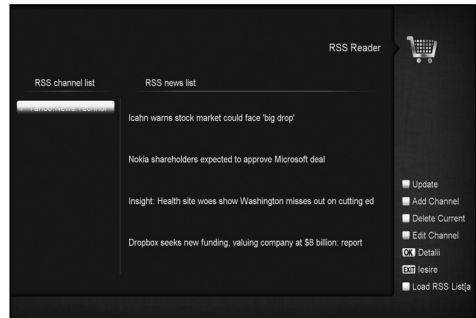 RSS Reader
RSS channel list
RSS news list
Icahn warns stock market could face 'big drop'
Nokia shareholders expected to approve Microsoft deal
Insight: Health site woes show Washington misses out on cutting ed
Dropbox seeks new funding, valuing company at $8 billion: report
Update
Add Channel
Delete Current
Edit Channel
OK Detalii
EXIT Iesire
Load RSS List[a